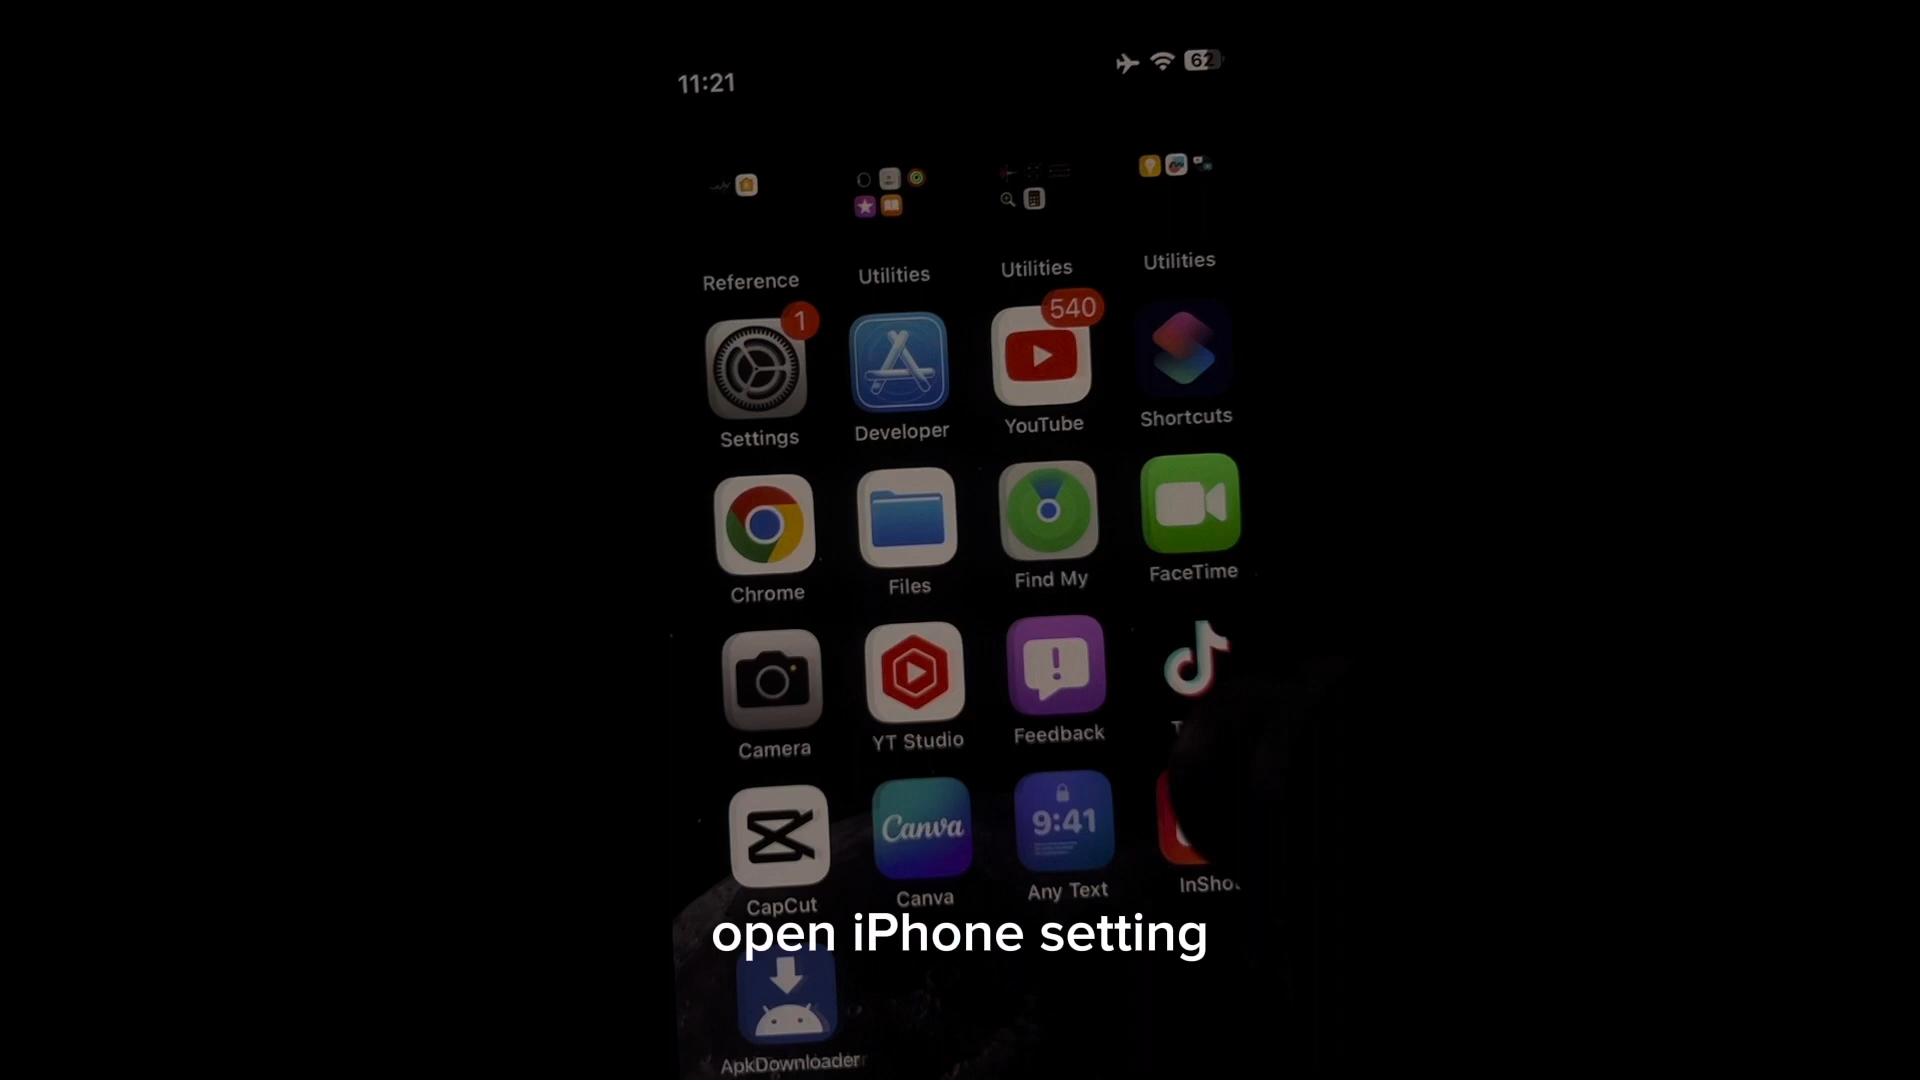 11:21
62
Reference Utilities Utilities Utilities
1
540
Settings Developer YouTube Shortcuts
Chrome Files Find My FaceTime
Camera YT Studio Feedback
Canva
9:41
CapCut Canva Any Text
open iPhone setting
ApkDownloader